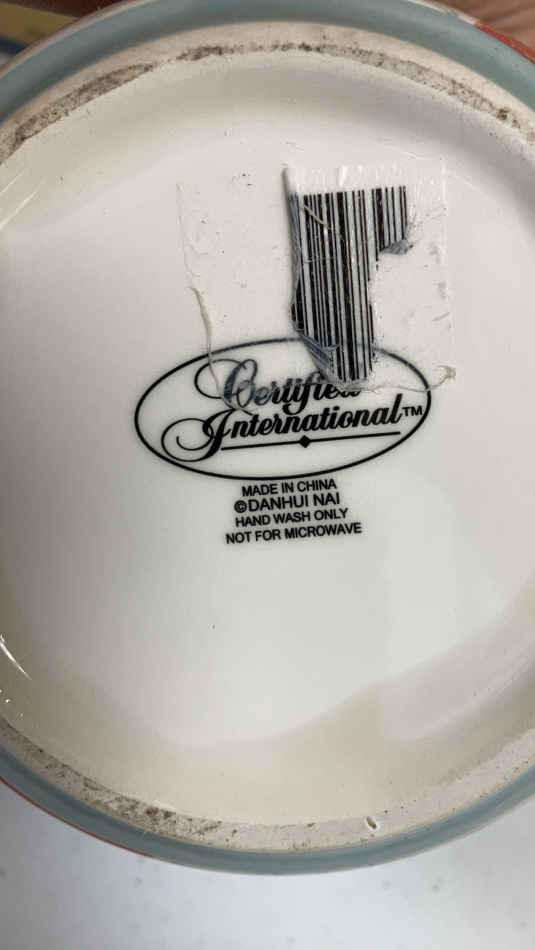 Certified
International™
MADE IN CHINA
©DANHUI NAI
HAND WASH ONLY
NOT FOR MICROWAVE